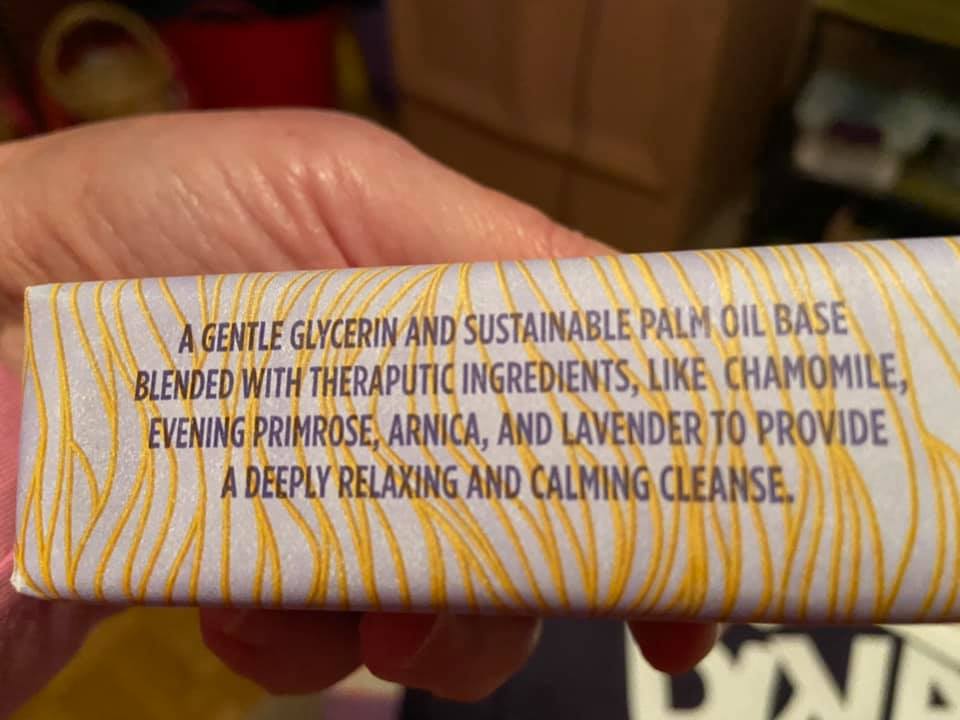 A GENTLE GLYCERIN AND SUSTAINABLE PALM OIL BASE
BLENDED WITH THERAPUTIC INGREDIENTS, LIKE CHAMOMILE,
EVENING PRIMROSE, ARNICA, AND LAVENDER TO PROVIDE
A DEEPLY RELAXING AND CALMING CLEANSE.